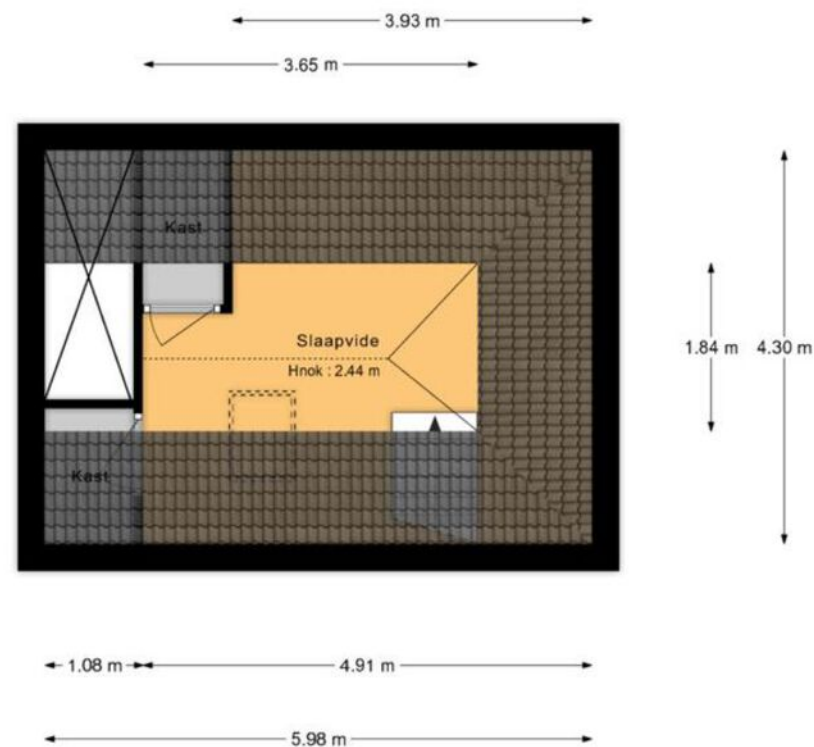 3.93 m
3.65 m
Kast
Slaapvide
Hnok : 2.44 m
1.84 m
4.30 m
Kast
1.08 m
4.91 m
5.98 m